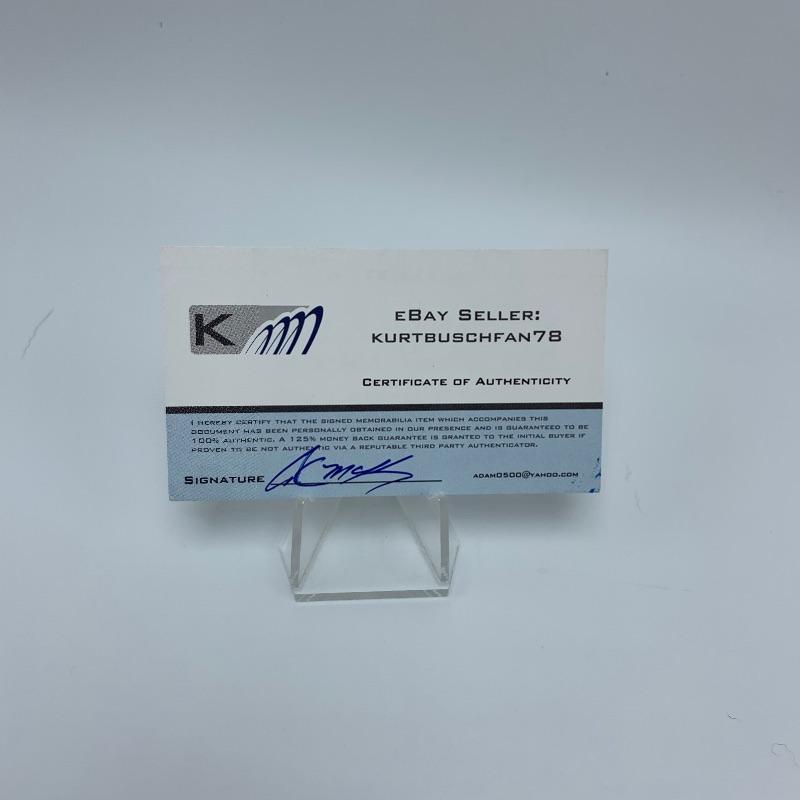 K
eBay Seller:
kurtbuschfan78
Certificate of Authenticity
I hereby certify that the signed memorabilia item which accompanies this
document has been personally obtained in our presence and is guaranteed to be
100% authentic. A 125% money back guarantee is granted to the initial buyer if
proven to be not authentic via a reputable third party authenticator.
Signature
adam0500@yahoo.com